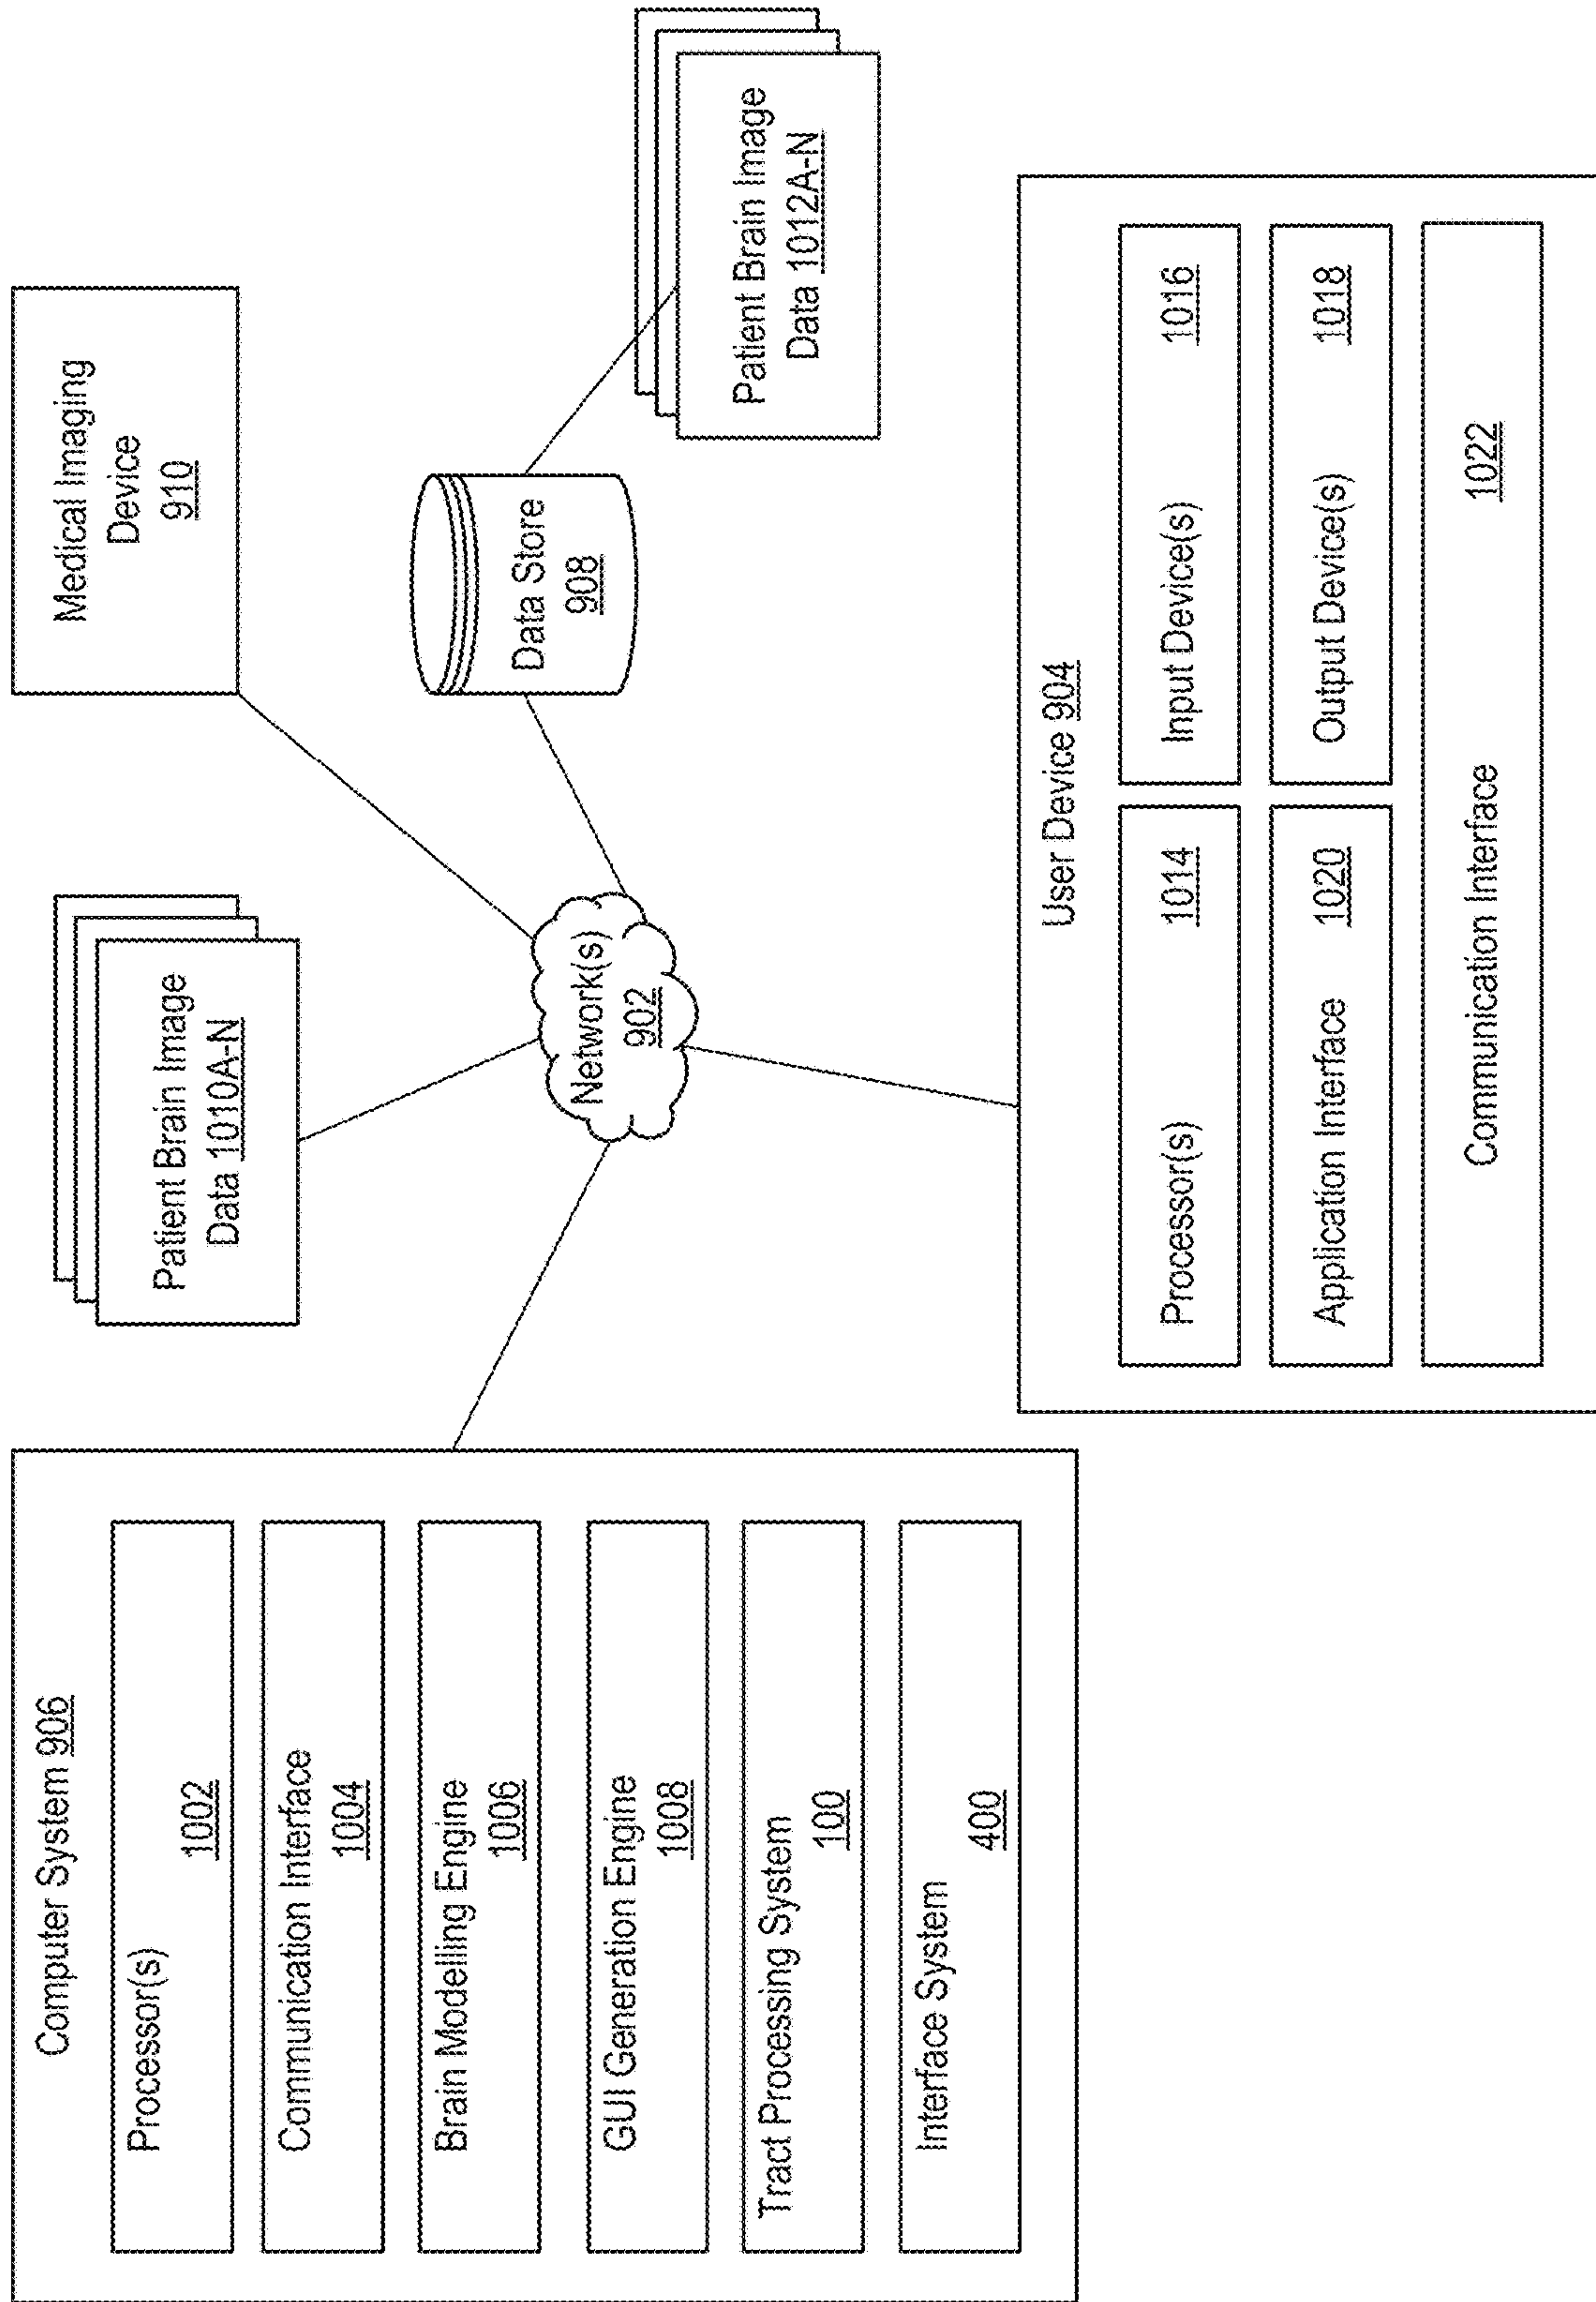 Computer System 906
Processor(s)
1002
Communication Interface
1004
Brain Modelling Engine
1006
GUI Generation Engine
1008
Tract Processing System
100
Interface System
400
Patient Brain Image
Data 1010A-N
Medical Imaging
Device
910
Network(s)
902
Data Store
908
Patient Brain Image
Data 1012A-N
User Device 904
Processor(s) 1014
Input Device(s) 1016
Application Interface 1020
Output Device(s) 1018
Communication Interface 1022